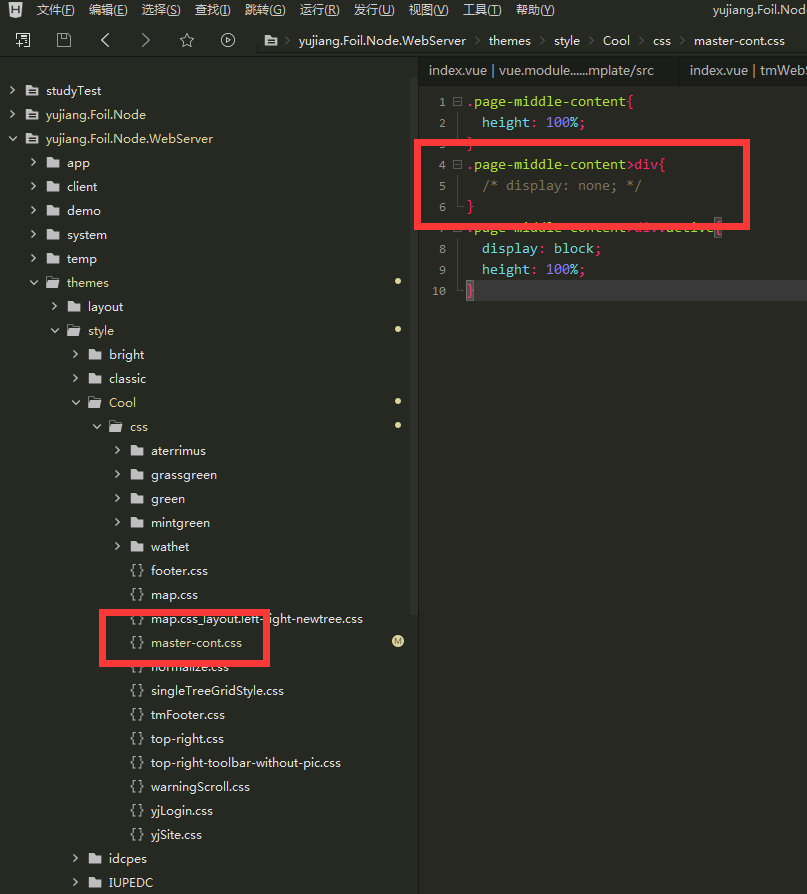 H 文件(F) 编辑(E) 选择(S) 查找(I) 跳转(G) 运行(R) 发行(U) 视图(V) 工具(T) 帮助(Y) yujiang.Foil.Nod
yujiang.Foil.Node.WebServer themes style Cool css master-cont.css
studyTest
yujiang.Foil.Node
yujiang.Foil.Node.WebServer
app
client
demo
system
temp
themes
layout
style
bright
classic
Cool
css
aterrimus
grassgreen
green
mintgreen
wathet
{} footer.css
{} map.css
{} map.css_layout.left-right-newtree.css
{} master-cont.css M
{} normalize.css
{} singleTreeGridStyle.css
{} tmFooter.css
{} top-right.css
{} top-right-toolbar-without-pic.css
{} warningScroll.css
{} yjLogin.css
{} yjSite.css
idcpes
IUPEDC
index.vue | vue.module......mplate/src index.vue | tmWebS
1 .page-middle-content{
2 height: 100%;
3 }
4 .page-middle-content>div{
5 /* display: none; */
6 }
7 .page-middle-content>div.active{
8 display: block;
9 height: 100%;
10 }